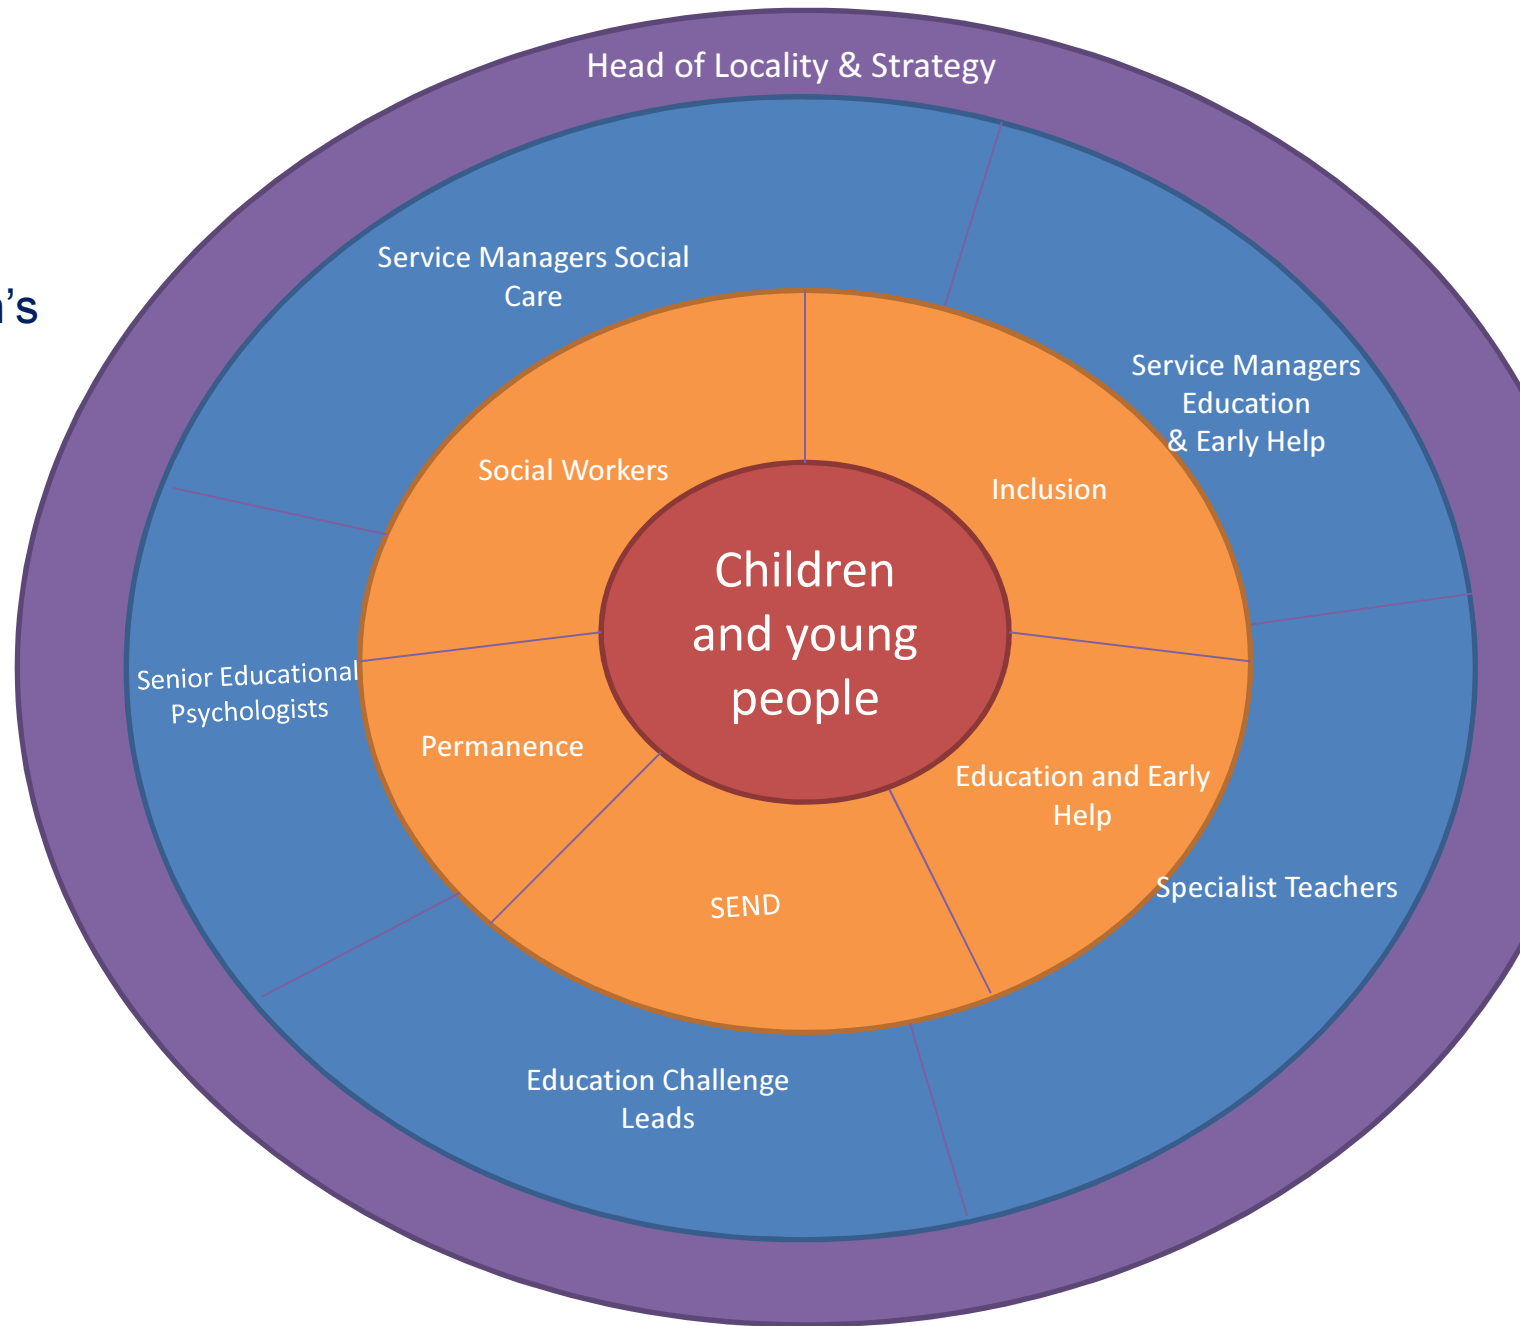 Head of Locality & Strategy
Service Managers Social
Care
Service Managers
Education
& Early Help
Social Workers
Inclusion
Children
and young
people
Senior Educational
Psychologists
Permanence
Education and Early
Help
SEND
Specialist Teachers
Education Challenge
Leads